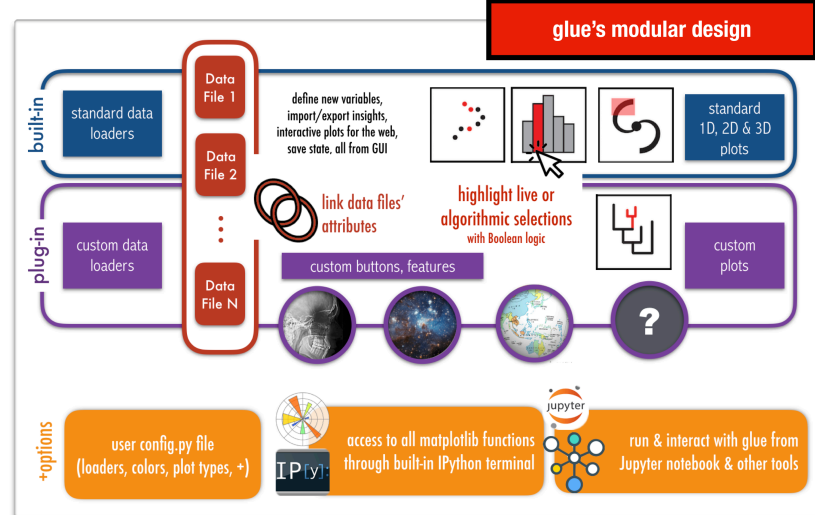 glue's modular design
built-in
standard data
loaders
Data
File 1
Data
File 2
Data
File N
define new variables,
import/export insights,
interactive plots for the web,
save state, all from GUI
standard
1D, 2D & 3D
plots
link data files'
attributes
highlight live or
algorithmic selections
with Boolean logic
plug-in
custom data
loaders
custom buttons, features
custom
plots
?
+options
user config.py file
(loaders, colors, plot types, +)
IP[y]:
access to all matplotlib functions
through built-in IPython terminal
jupyter
run & interact with glue from
Jupyter notebook & other tools